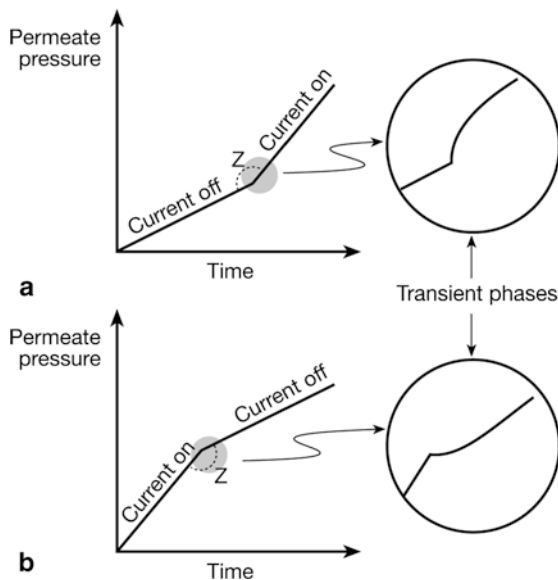 Permeate
pressure
Current on
Z
Current off
Time
a
Transient phases
Permeate
pressure
Current off
Current on
Z
Time
b